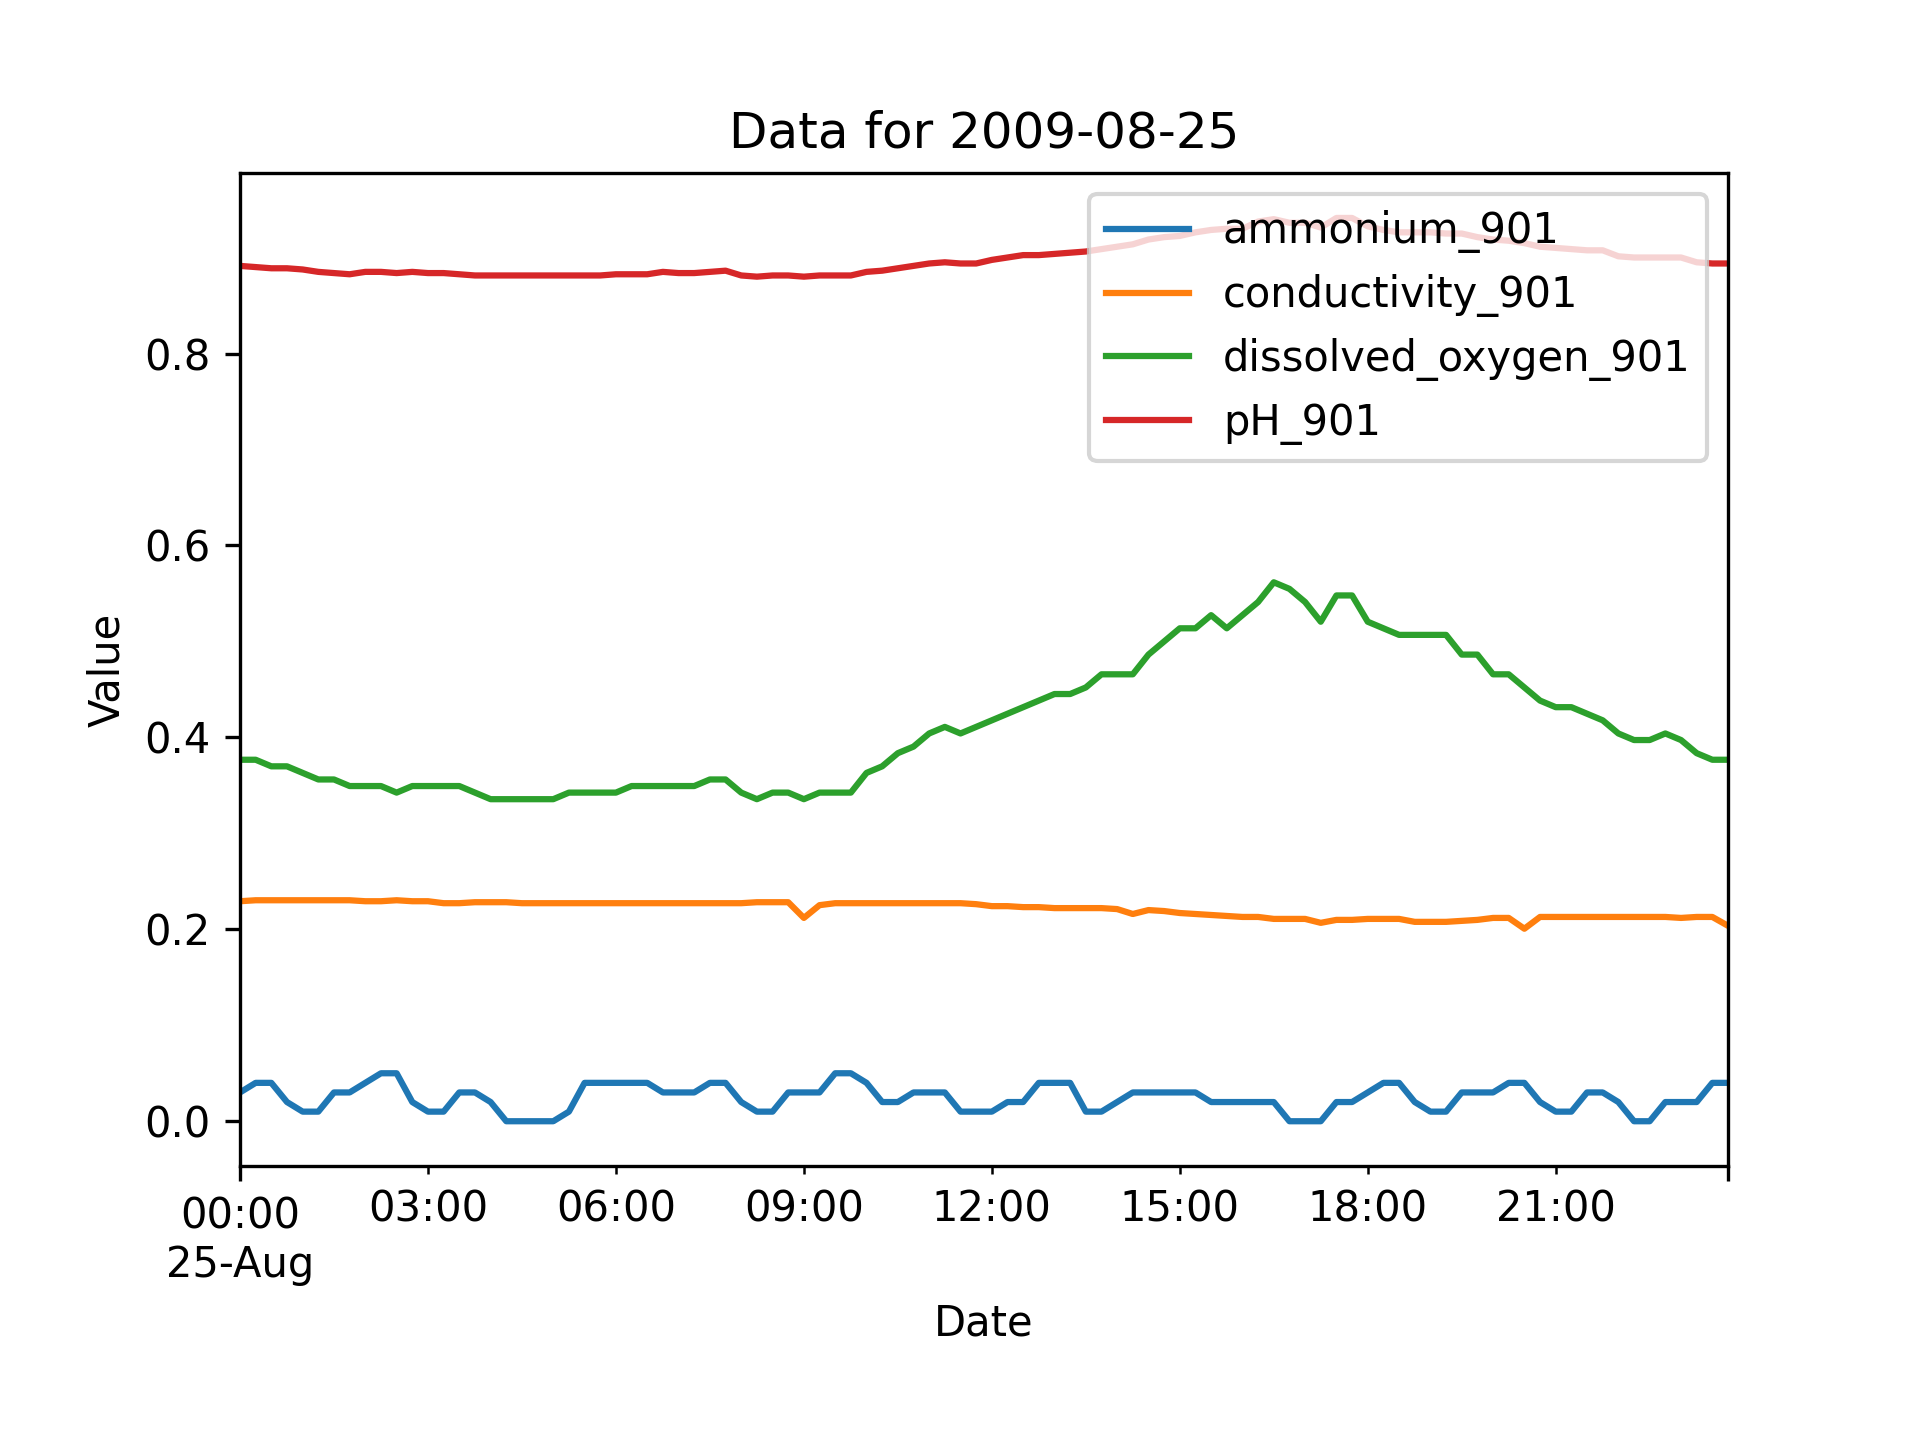 Data for 2009-08-25
ammonium_901
conductivity_901
dissolved_oxygen_901
pH_901
0.8
0.6
0.4
0.2
0.0
Value
00:00 03:00 06:00 09:00 12:00 15:00 18:00 21:00
25-Aug
Date